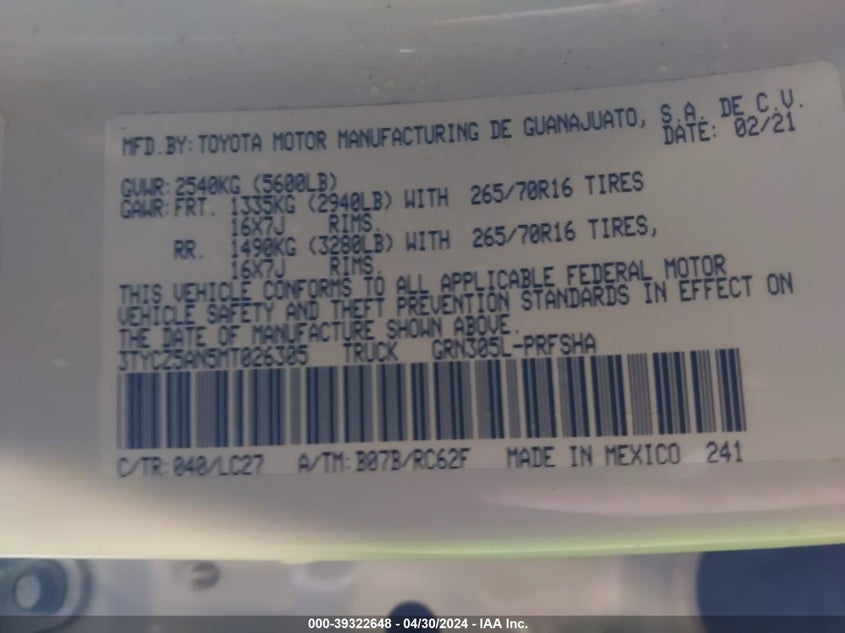 MFD.BY: TOYOTA MOTOR MANUFACTURING DE GUANAJUATO, S.A. DE C.V.
DATE: 02/21
GVWR: 2540KG (5600LB)
GAWR: FRT. 1335KG (2940LB) WITH 265/70R16 TIRES
16X7J RIMS.
RR. 1490KG (3280LB) WITH 265/70R16 TIRES,
16X7J RIMS.
THIS VEHICLE CONFORMS TO ALL APPLICABLE FEDERAL MOTOR
VEHICLE SAFETY AND THEFT PREVENTION STANDARDS IN EFFECT ON
THE DATE OF MANUFACTURE SHOWN ABOVE.
3TYCZ5AN5MT026305 TRUCK GRN305L-PRFSHA
C/TR: 040/LC27 A/TM: B07B/RC62F MADE IN MEXICO 241
000-39322648 - 04/30/2024 - IAA Inc.